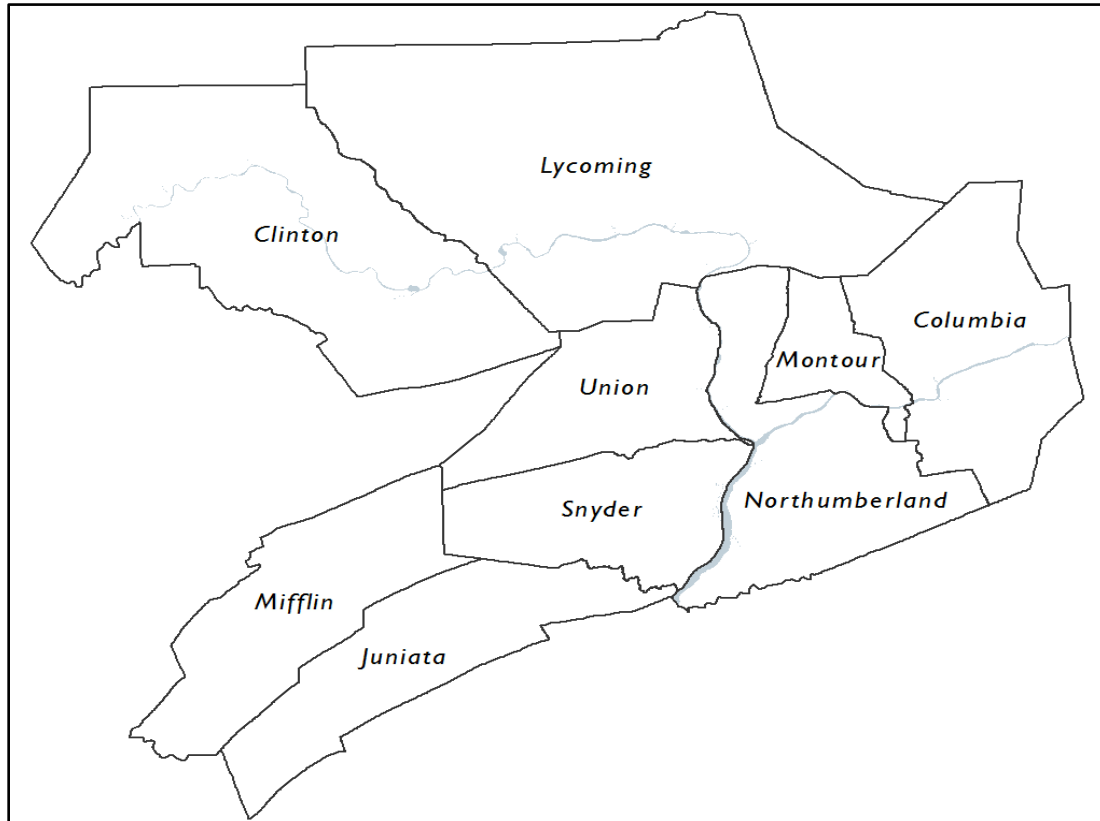 Lycoming
Clinton
Columbia
Montour
Union
Northumberland
Snyder
Mifflin
Juniata